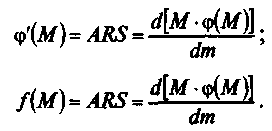 φ'(M) = ARS = d[M · φ(M)] / dm ;
f(M) = ARS = d[M · φ(M)] / dm .